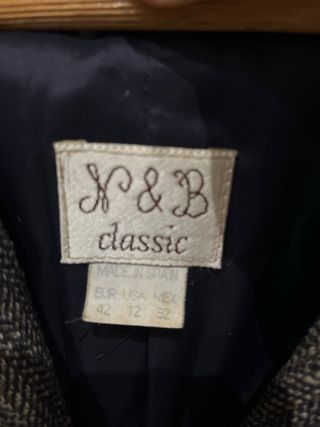 N & B
classic
MADE IN SPAIN
EUR USA MEX
42 12 32